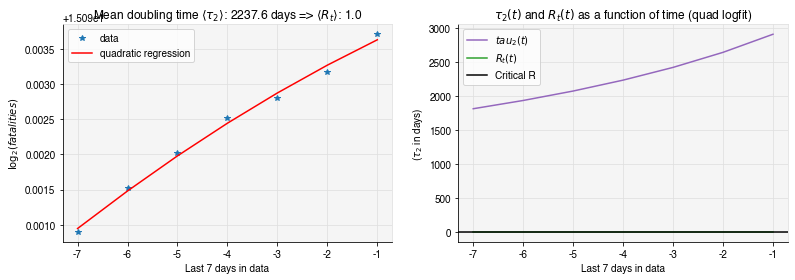 Mean doubling time ⟨τ₂⟩: 2237.6 days => ⟨Rₜ⟩: 1.0
data
quadratic regression
0.0035
0.0030
0.0025
0.0020
0.0015
0.0010
log₂(fatalities)
-7 -6 -5 -4 -3 -2 -1
Last 7 days in data
τ₂(t) and Rₜ(t) as a function of time (quad logfit)
tau₂(t)
Rₜ(t)
Critical R
3000
2500
2000
1500
1000
500
0
(τ₂ in days)
-7 -6 -5 -4 -3 -2 -1
Last 7 days in data